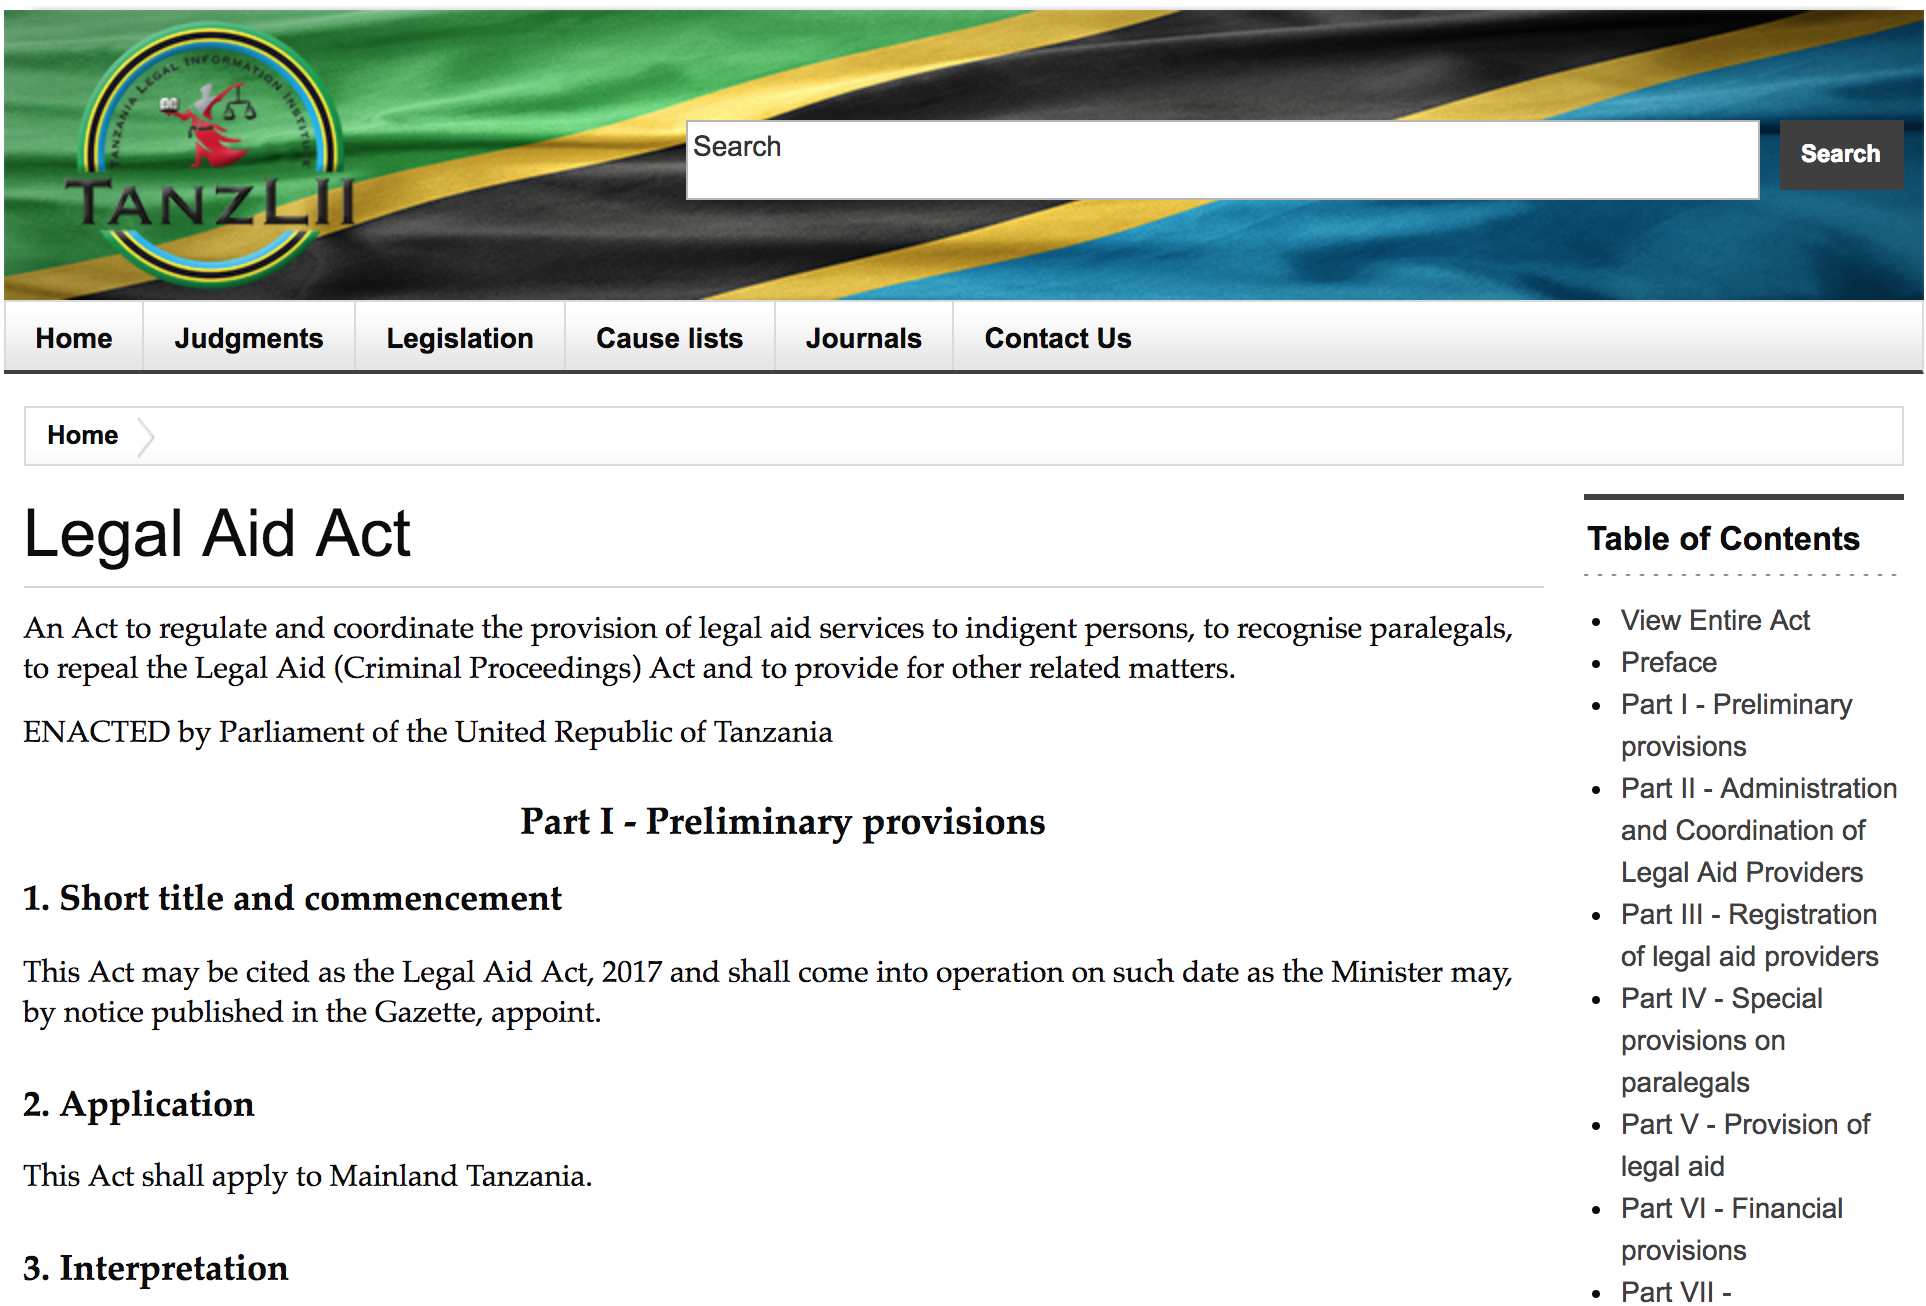 TANZANIA LEGAL INFORMATION INSTITUTE
TANZLII
Search
Search
Home
Judgments
Legislation
Cause lists
Journals
Contact Us
Home
Legal Aid Act
An Act to regulate and coordinate the provision of legal aid services to indigent persons, to recognise paralegals,
to repeal the Legal Aid (Criminal Proceedings) Act and to provide for other related matters.
ENACTED by Parliament of the United Republic of Tanzania
Part I - Preliminary provisions
1. Short title and commencement
This Act may be cited as the Legal Aid Act, 2017 and shall come into operation on such date as the Minister may,
by notice published in the Gazette, appoint.
2. Application
This Act shall apply to Mainland Tanzania.
3. Interpretation
Table of Contents
View Entire Act
Preface
Part I - Preliminary
provisions
Part II - Administration
and Coordination of
Legal Aid Providers
Part III - Registration
of legal aid providers
Part IV - Special
provisions on
paralegals
Part V - Provision of
legal aid
Part VI - Financial
provisions
Part VII -